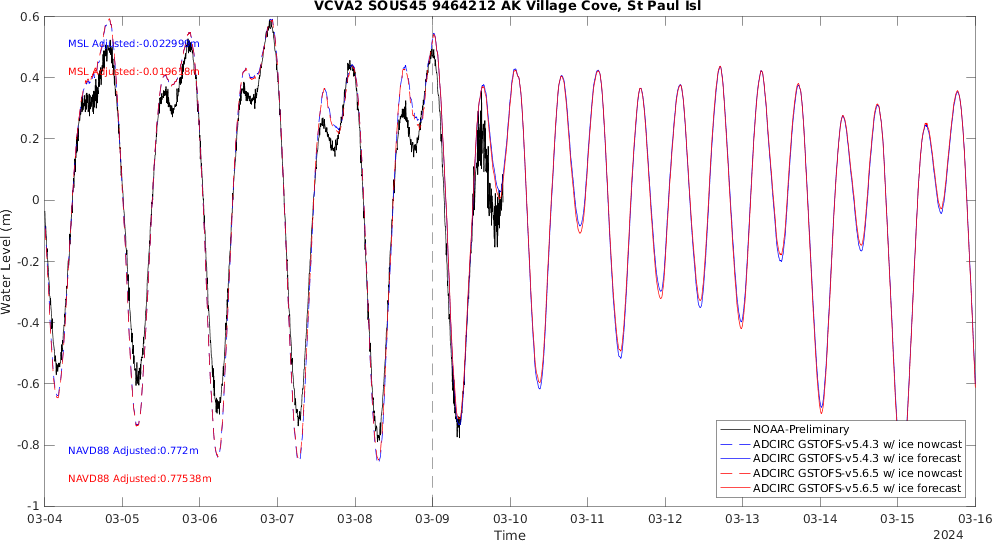 VCVA2 SOUS45 9464212 AK Village Cove, St Paul Isl
0.6
0.4
0.2
0
-0.2
-0.4
-0.6
-0.8
-1
Water Level (m)
MSL Adjusted:-0.022999m
MSL Adjusted:-0.019658m
NAVD88 Adjusted:0.772m
NAVD88 Adjusted:0.77538m
NOAA-Preliminary
ADCIRC GSTOFS-v5.4.3 w/ ice nowcast
ADCIRC GSTOFS-v5.4.3 w/ ice forecast
ADCIRC GSTOFS-v5.6.5 w/ ice nowcast
ADCIRC GSTOFS-v5.6.5 w/ ice forecast
03-04 03-05 03-06 03-07 03-08 03-09 03-10 03-11 03-12 03-13 03-14 03-15 03-16
Time
2024